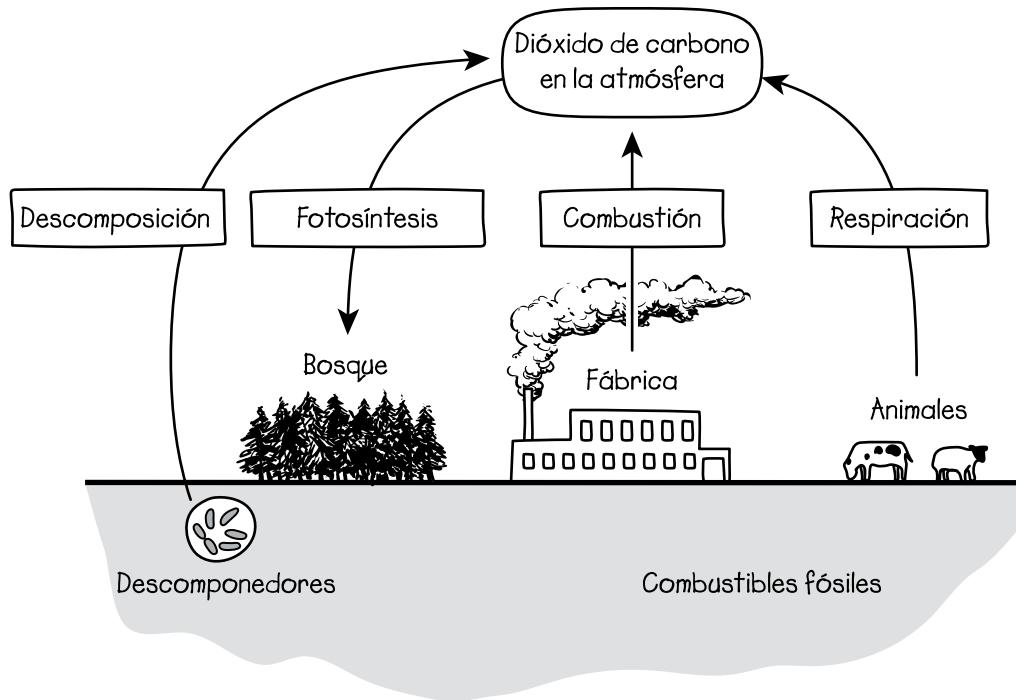 Dióxido de carbono
en la atmósfera
Descomposición
Fotosíntesis
Combustión
Respiración
Bosque
Fábrica
Animales
Descomponedores
Combustibles fósiles